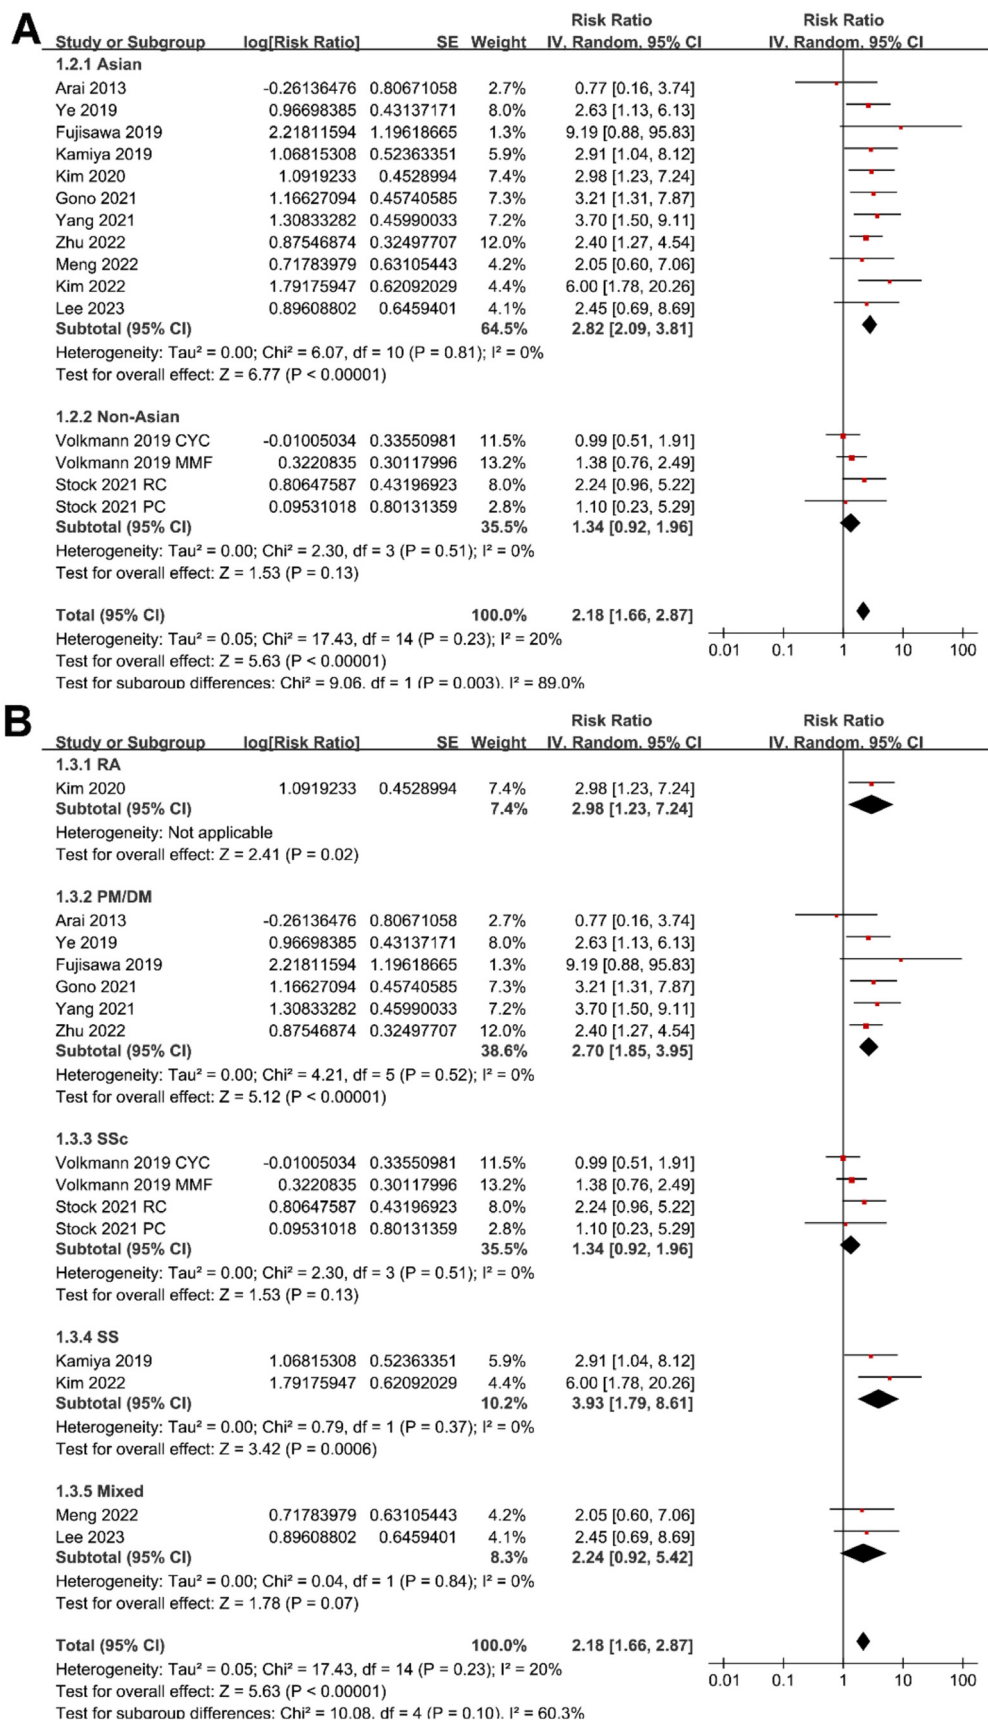 A
Risk Ratio Risk Ratio
Study or Subgroup log[Risk Ratio] SE Weight IV, Random, 95% CI IV, Random, 95% CI
1.2.1 Asian
Arai 2013 -0.26136476 0.80671058 2.7% 0.77 [0.16, 3.74]
Ye 2019 0.96698385 0.43137171 8.0% 2.63 [1.13, 6.13]
Fujisawa 2019 2.21811594 1.19618665 1.3% 9.19 [0.88, 95.83]
Kamiya 2019 1.06815308 0.52363351 5.9% 2.91 [1.04, 8.12]
Kim 2020 1.0919233 0.4528994 7.4% 2.98 [1.23, 7.24]
Gono 2021 1.16627094 0.45740585 7.3% 3.21 [1.31, 7.87]
Yang 2021 1.30833282 0.45990033 7.2% 3.70 [1.50, 9.11]
Zhu 2022 0.87546874 0.32497707 12.0% 2.40 [1.27, 4.54]
Meng 2022 0.71783979 0.63105443 4.2% 2.05 [0.60, 7.06]
Kim 2022 1.79175947 0.62092029 4.4% 6.00 [1.78, 20.26]
Lee 2023 0.89608802 0.6459401 4.1% 2.45 [0.69, 8.69]
Subtotal (95% CI) 64.5% 2.82 [2.09, 3.81]
Heterogeneity: Tau² = 0.00; Chi² = 6.07, df = 10 (P = 0.81); I² = 0%
Test for overall effect: Z = 6.77 (P < 0.00001)
1.2.2 Non-Asian
Volkmann 2019 CYC -0.01005034 0.33550981 11.5% 0.99 [0.51, 1.91]
Volkmann 2019 MMF 0.3220835 0.30117996 13.2% 1.38 [0.76, 2.49]
Stock 2021 RC 0.80647587 0.43196923 8.0% 2.24 [0.96, 5.22]
Stock 2021 PC 0.09531018 0.80131359 2.8% 1.10 [0.23, 5.29]
Subtotal (95% CI) 35.5% 1.34 [0.92, 1.96]
Heterogeneity: Tau² = 0.00; Chi² = 2.30, df = 3 (P = 0.51); I² = 0%
Test for overall effect: Z = 1.53 (P = 0.13)
Total (95% CI) 100.0% 2.18 [1.66, 2.87]
Heterogeneity: Tau² = 0.05; Chi² = 17.43, df = 14 (P = 0.23); I² = 20%
Test for overall effect: Z = 5.63 (P < 0.00001)
Test for subgroup differences: Chi² = 9.06, df = 1 (P = 0.003), I² = 89.0%
0.01 0.1 1 10 100
B
Risk Ratio Risk Ratio
Study or Subgroup log[Risk Ratio] SE Weight IV, Random, 95% CI IV, Random, 95% CI
1.3.1 RA
Kim 2020 1.0919233 0.4528994 7.4% 2.98 [1.23, 7.24]
Subtotal (95% CI) 7.4% 2.98 [1.23, 7.24]
Heterogeneity: Not applicable
Test for overall effect: Z = 2.41 (P = 0.02)
1.3.2 PM/DM
Arai 2013 -0.26136476 0.80671058 2.7% 0.77 [0.16, 3.74]
Ye 2019 0.96698385 0.43137171 8.0% 2.63 [1.13, 6.13]
Fujisawa 2019 2.21811594 1.19618665 1.3% 9.19 [0.88, 95.83]
Gono 2021 1.16627094 0.45740585 7.3% 3.21 [1.31, 7.87]
Yang 2021 1.30833282 0.45990033 7.2% 3.70 [1.50, 9.11]
Zhu 2022 0.87546874 0.32497707 12.0% 2.40 [1.27, 4.54]
Subtotal (95% CI) 38.6% 2.70 [1.85, 3.95]
Heterogeneity: Tau² = 0.00; Chi² = 4.21, df = 5 (P = 0.52); I² = 0%
Test for overall effect: Z = 5.12 (P < 0.00001)
1.3.3 SSc
Volkmann 2019 CYC -0.01005034 0.33550981 11.5% 0.99 [0.51, 1.91]
Volkmann 2019 MMF 0.3220835 0.30117996 13.2% 1.38 [0.76, 2.49]
Stock 2021 RC 0.80647587 0.43196923 8.0% 2.24 [0.96, 5.22]
Stock 2021 PC 0.09531018 0.80131359 2.8% 1.10 [0.23, 5.29]
Subtotal (95% CI) 35.5% 1.34 [0.92, 1.96]
Heterogeneity: Tau² = 0.00; Chi² = 2.30, df = 3 (P = 0.51); I² = 0%
Test for overall effect: Z = 1.53 (P = 0.13)
1.3.4 SS
Kamiya 2019 1.06815308 0.52363351 5.9% 2.91 [1.04, 8.12]
Kim 2022 1.79175947 0.62092029 4.4% 6.00 [1.78, 20.26]
Subtotal (95% CI) 10.2% 3.93 [1.79, 8.61]
Heterogeneity: Tau² = 0.00; Chi² = 0.79, df = 1 (P = 0.37); I² = 0%
Test for overall effect: Z = 3.42 (P = 0.0006)
1.3.5 Mixed
Meng 2022 0.71783979 0.63105443 4.2% 2.05 [0.60, 7.06]
Lee 2023 0.89608802 0.6459401 4.1% 2.45 [0.69, 8.69]
Subtotal (95% CI) 8.3% 2.24 [0.92, 5.42]
Heterogeneity: Tau² = 0.00; Chi² = 0.04, df = 1 (P = 0.84); I² = 0%
Test for overall effect: Z = 1.78 (P = 0.07)
Total (95% CI) 100.0% 2.18 [1.66, 2.87]
Heterogeneity: Tau² = 0.05; Chi² = 17.43, df = 14 (P = 0.23); I² = 20%
Test for overall effect: Z = 5.63 (P < 0.00001)
Test for subgroup differences: Chi² = 10.08, df = 4 (P = 0.10), I² = 60.3%
0.01 0.1 1 10 100